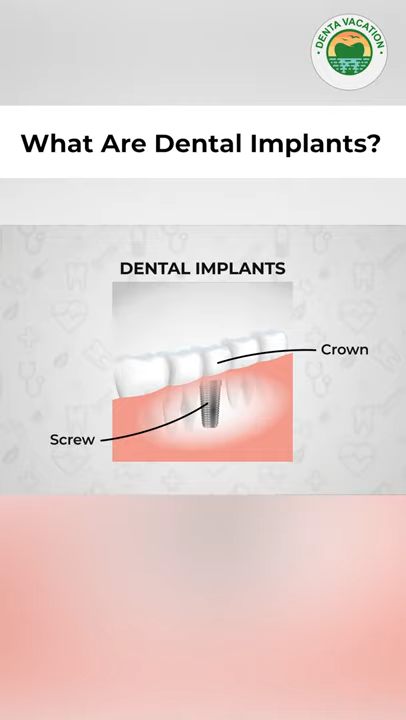 DENTA VACATION
What Are Dental Implants?
DENTAL IMPLANTS
Crown
Screw